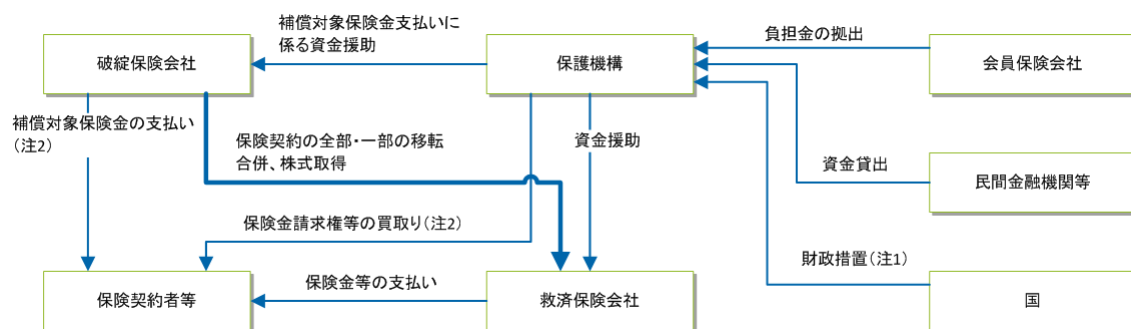 補償対象保険金支払いに
係る資金援助
負担金の拠出
破綻保険会社
保護機構
会員保険会社
補償対象保険金の支払い
（注2）
保険契約の全部・一部の移転
合併、株式取得
資金援助
資金貸出
民間金融機関等
保険金請求権等の買取り（注2）
財政措置（注1）
保険契約者等
保険金等の支払い
救済保険会社
国